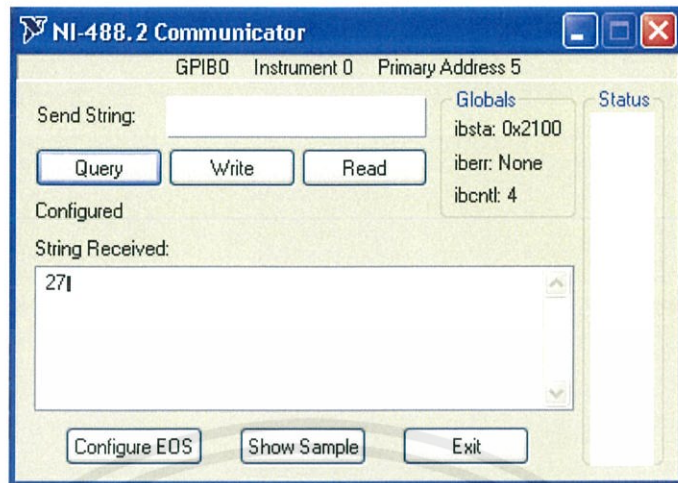 NI-488.2 Communicator
GPIB0 Instrument 0 Primary Address 5
Send String:
Globals
Status
ibsta: 0x2100
Query Write Read
iberr: None
Configured
ibcntl: 4
String Received:
27
Configure EOS Show Sample Exit